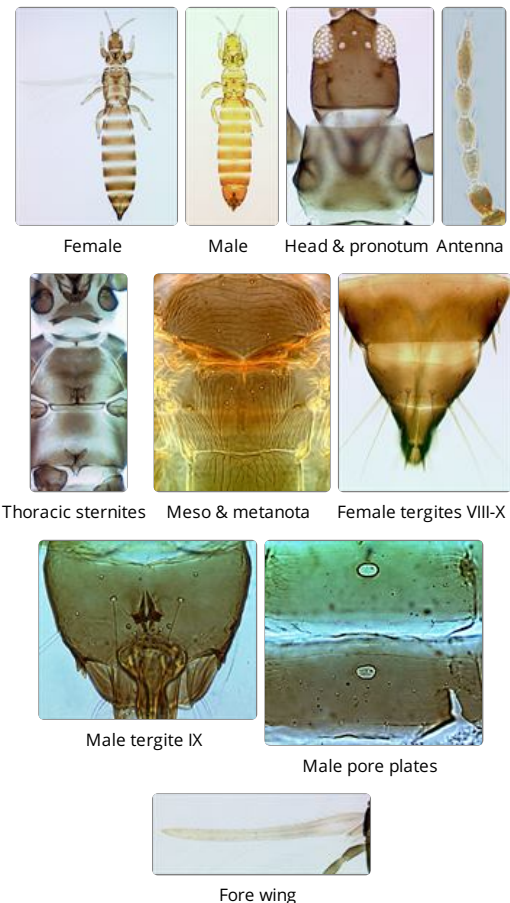 Female
Male
Head & pronotum
Antenna
Thoracic sternites
Meso & metanota
Female tergites VIII-X
Male tergite IX
Male pore plates
Fore wing